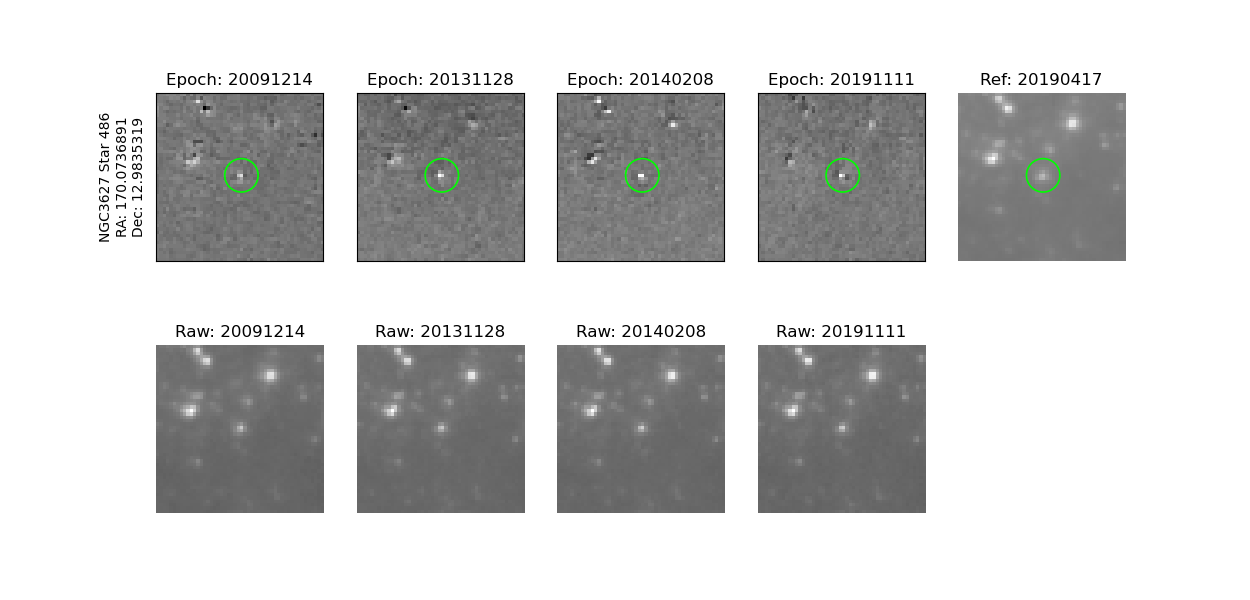 NGC3627 Star 486
RA: 170.0736891
Dec: 12.9835319
Epoch: 20091214
Epoch: 20131128
Epoch: 20140208
Epoch: 20191111
Ref: 20190417
Raw: 20091214
Raw: 20131128
Raw: 20140208
Raw: 20191111